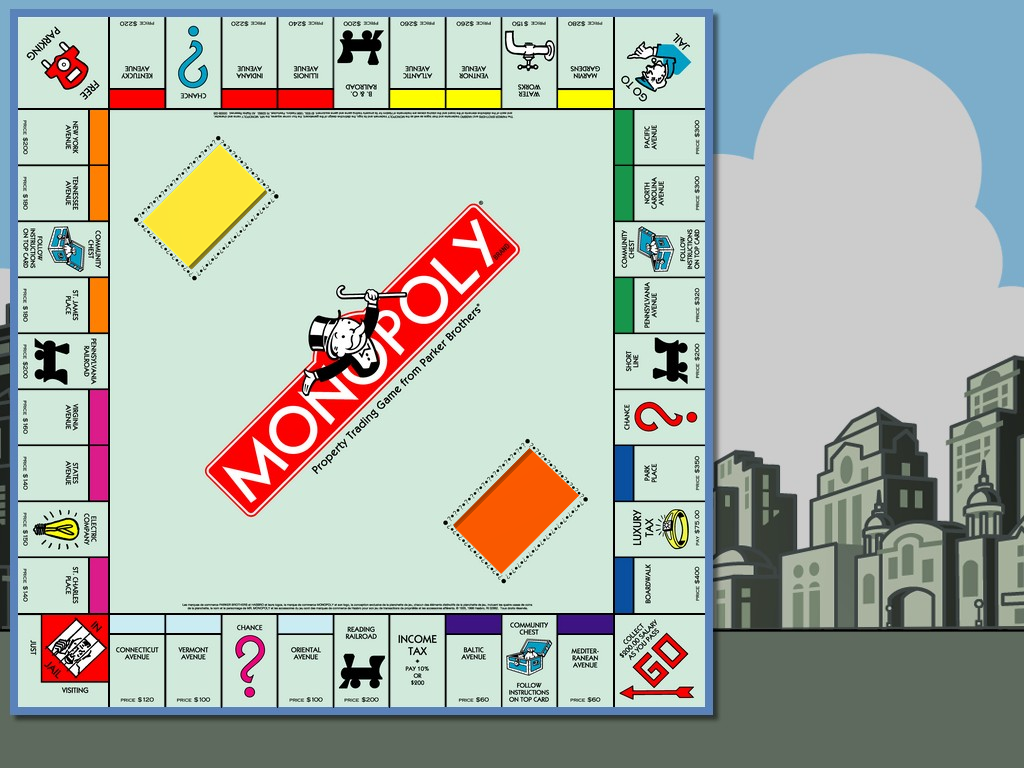 FREE
PARKING
KENTUCKY
AVENUE
PRICE $220
CHANCE
INDIANA
AVENUE
PRICE $220
ILLINOIS
AVENUE
PRICE $240
B. & O.
RAILROAD
PRICE $200
ATLANTIC
AVENUE
PRICE $260
VENTNOR
AVENUE
PRICE $260
WATER
WORKS
PRICE $150
MARVIN
GARDENS
PRICE $280
GO TO
JAIL
NEW YORK
AVENUE
PRICE $200
TENNESSEE
AVENUE
PRICE $180
COMMUNITY
CHEST
FOLLOW
INSTRUCTIONS
ON TOP CARD
ST. JAMES
PLACE
PRICE $180
PENNSYLVANIA
RAILROAD
PRICE $200
VIRGINIA
AVENUE
PRICE $160
STATES
AVENUE
PRICE $140
ELECTRIC
COMPANY
PRICE $150
ST. CHARLES
PLACE
PRICE $140
MONOPOLY®
BRAND
Property Trading Game from Parker Brothers®
PACIFIC
AVENUE
PRICE $300
NORTH
CAROLINA
AVENUE
PRICE $300
COMMUNITY
CHEST
FOLLOW
INSTRUCTIONS
ON TOP CARD
PENNSYLVANIA
AVENUE
PRICE $320
SHORT
LINE
PRICE $200
CHANCE
PARK
PLACE
PRICE $350
LUXURY
TAX
PAY $75.00
BOARDWALK
PRICE $400
JUST
VISITING
IN
JAIL
CONNECTICUT
AVENUE
PRICE $120
VERMONT
AVENUE
PRICE $100
CHANCE
ORIENTAL
AVENUE
PRICE $100
READING
RAILROAD
PRICE $200
INCOME
TAX
PAY 10%
OR
$200
BALTIC
AVENUE
PRICE $60
COMMUNITY
CHEST
FOLLOW
INSTRUCTIONS
ON TOP CARD
MEDITER-
RANEAN
AVENUE
PRICE $60
COLLECT
$200.00 SALARY
AS YOU PASS
GO